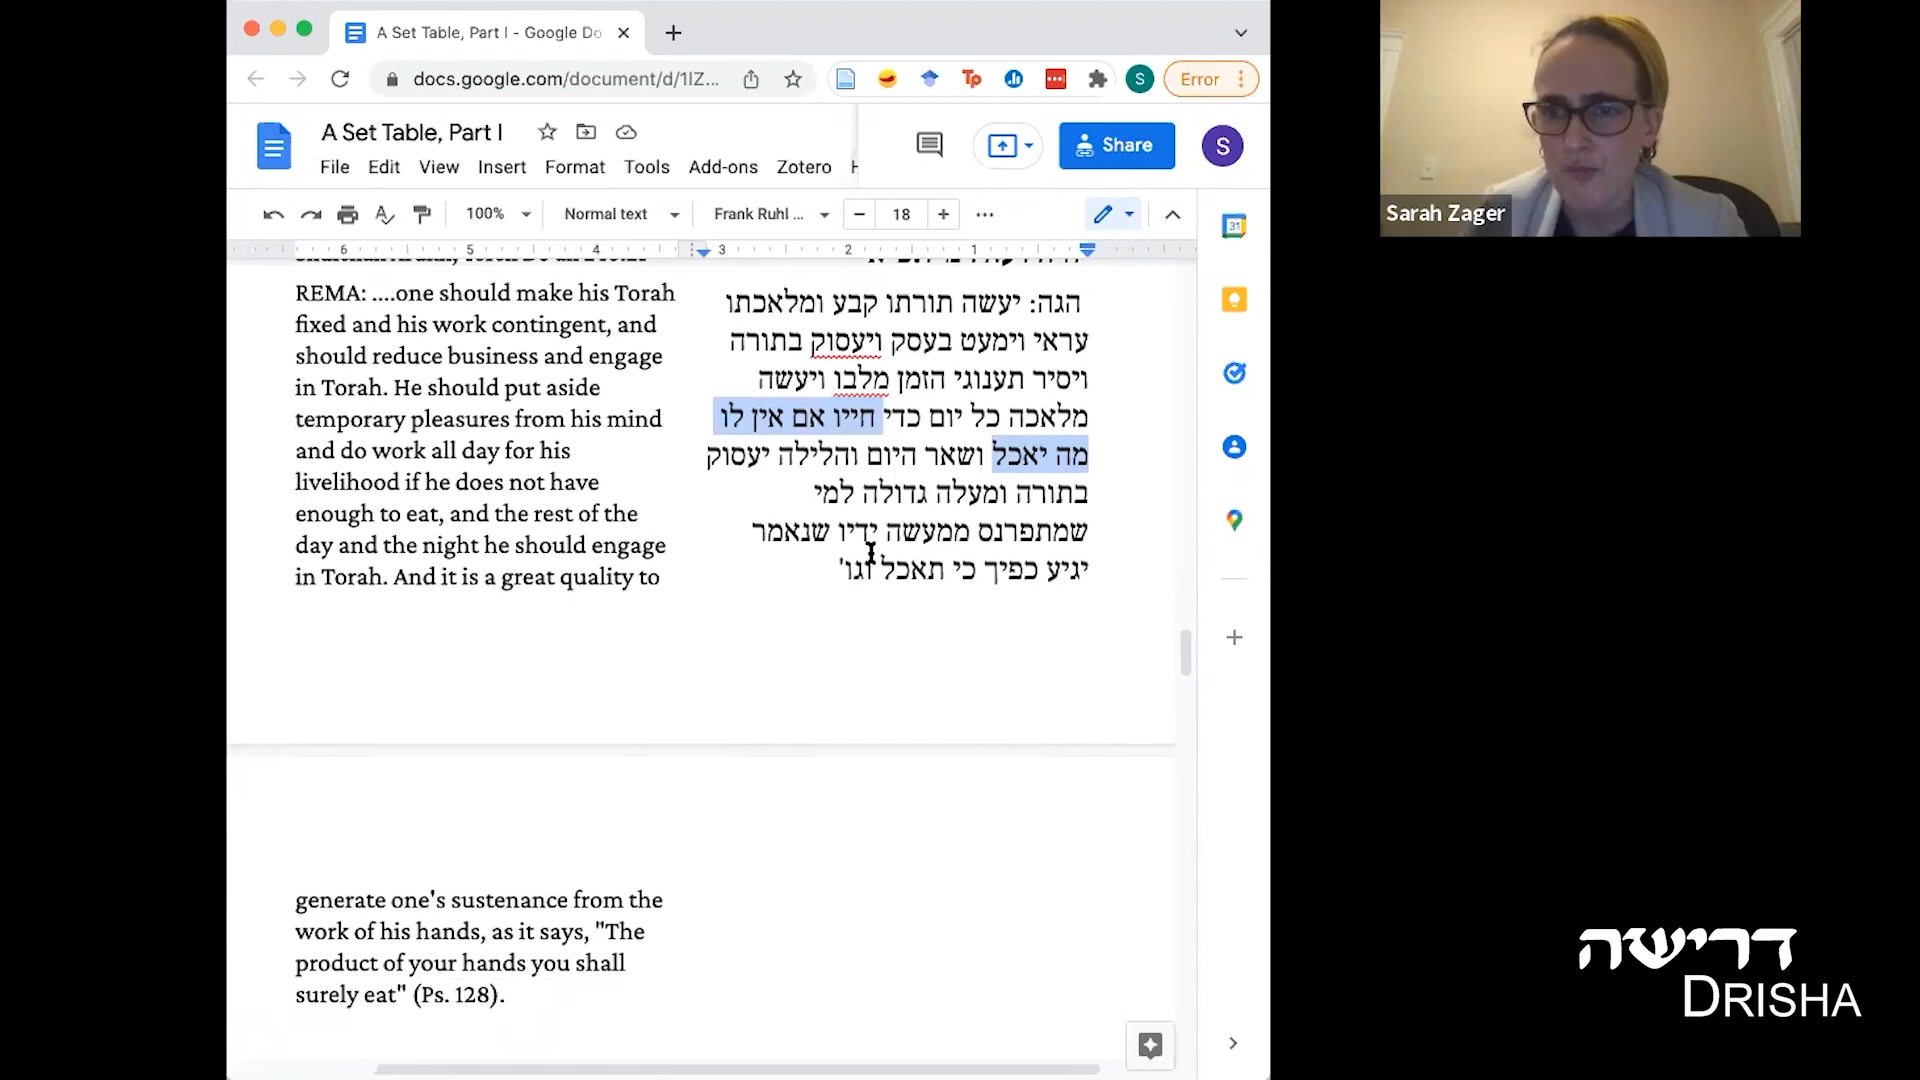 A Set Table, Part I - Google Do
docs.google.com/document/d/1IZ...
Error
A Set Table, Part I
File Edit View Insert Format Tools Add-ons Zotero
Share
S
S
100%
Normal text
Frank Ruhl ...
18
6 5 4 3 2 1
REMA: ....one should make his Torah
fixed and his work contingent, and
should reduce business and engage
in Torah. He should put aside
temporary pleasures from his mind
and do work all day for his
livelihood if he does not have
enough to eat, and the rest of the
day and the night he should engage
in Torah. And it is a great quality to
הגה: יעשה תורתו קבע ומלאכתו
עראי וימעט בעסק ויעסוק בתורה
ויסיר תענוגי הזמן מלבו ויעשה
מלאכה כל יום כדי חייו אם אין לו
מה יאכל ושאר היום והלילה יעסוק
בתורה ומעלה גדולה למי
שמתפרנס ממעשה ידיו שנאמר
יגיע כפיך כי תאכל וגו'
generate one's sustenance from the
work of his hands, as it says, "The
product of your hands you shall
surely eat" (Ps. 128).
31
Sarah Zager
דרישה
DRISHA